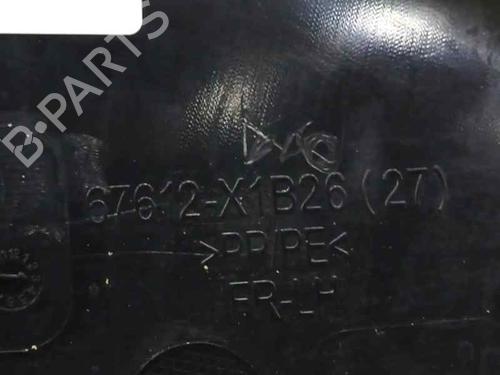 B-PARTS
67612-X1B26 (27)
>PP/PE<
FR-LH